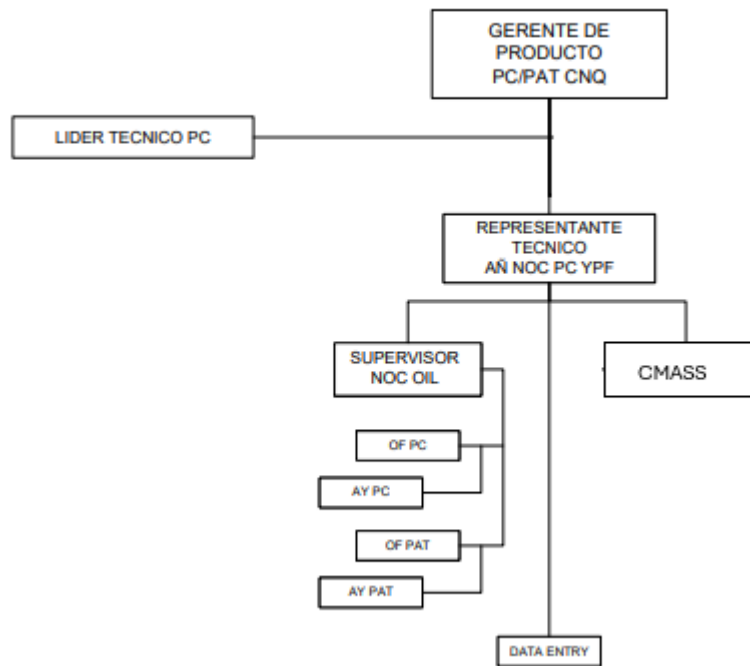 GERENTE DE
PRODUCTO
PC/PAT CNQ
LIDER TECNICO PC
REPRESENTANTE
TECNICO
AÑ NOC PC YPF
SUPERVISOR
NOC OIL
CMASS
OF PC
AY PC
OF PAT
AY PAT
DATA ENTRY